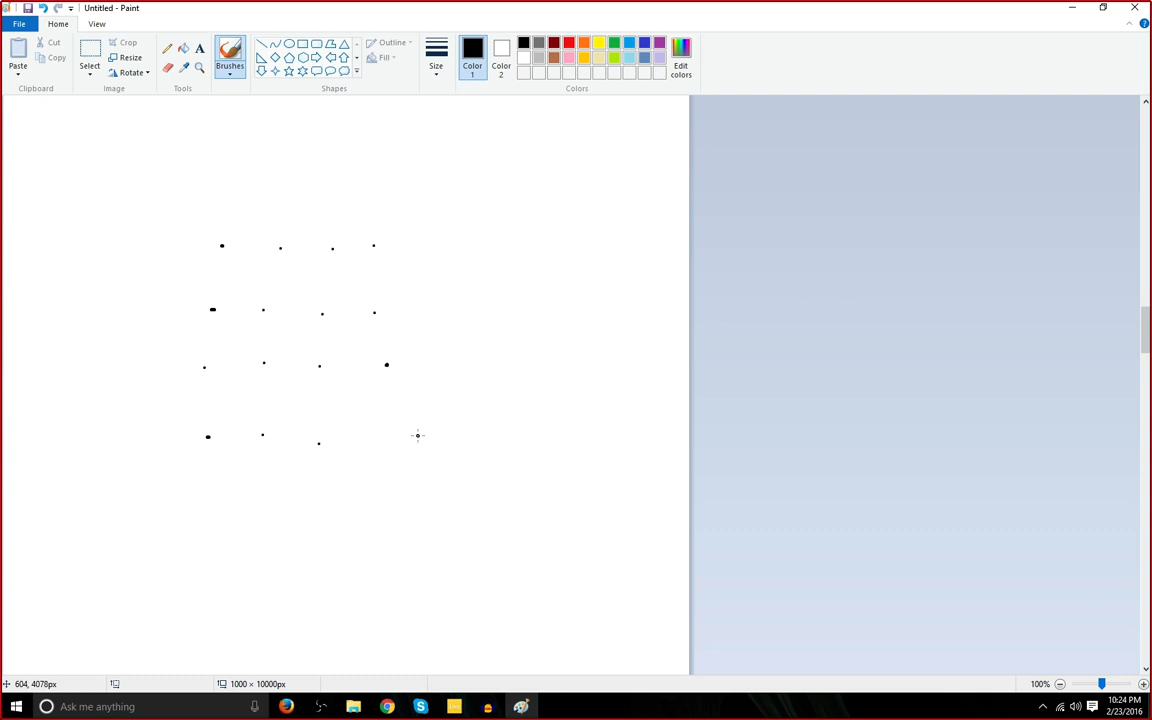 Untitled - Paint
File
Home
View
Paste
Cut
Copy
Clipboard
Select
Crop
Resize
Rotate
Image
A
Tools
Brushes
Outline
Fill
Shapes
Size
Color
1
Color
2
Edit
colors
Colors
604, 4078px
1000 × 10000px
100%
Ask me anything
10:24 PM
2/23/2016